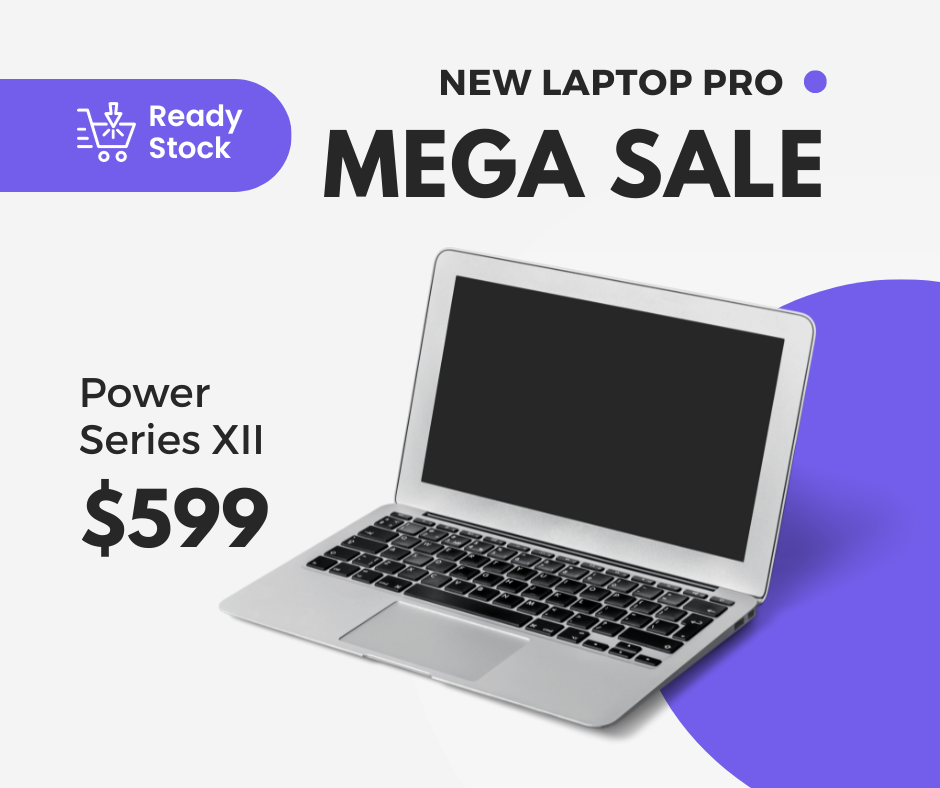 Ready
Stock
NEW LAPTOP PRO
MEGA SALE
Power
Series XII
$599